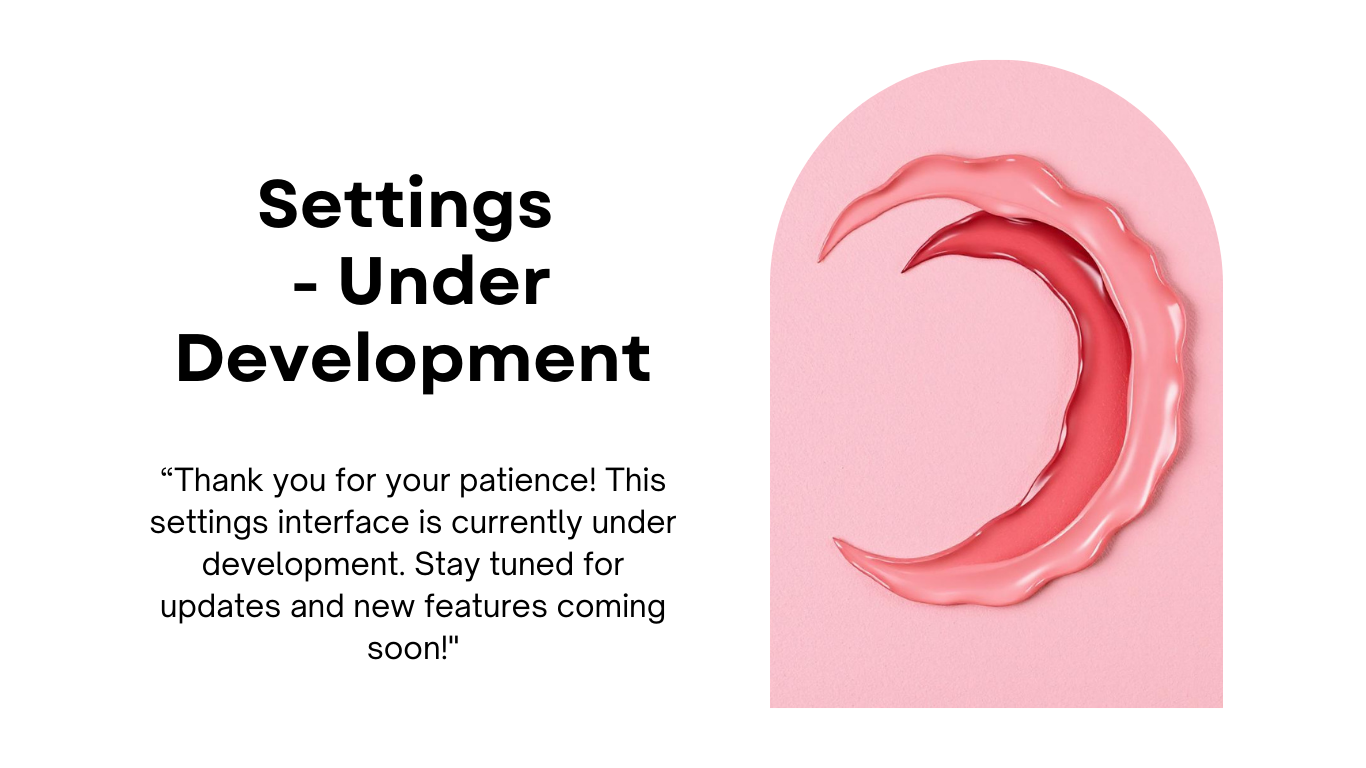 Settings
- Under
Development
“Thank you for your patience! This
settings interface is currently under
development. Stay tuned for
updates and new features coming
soon!"